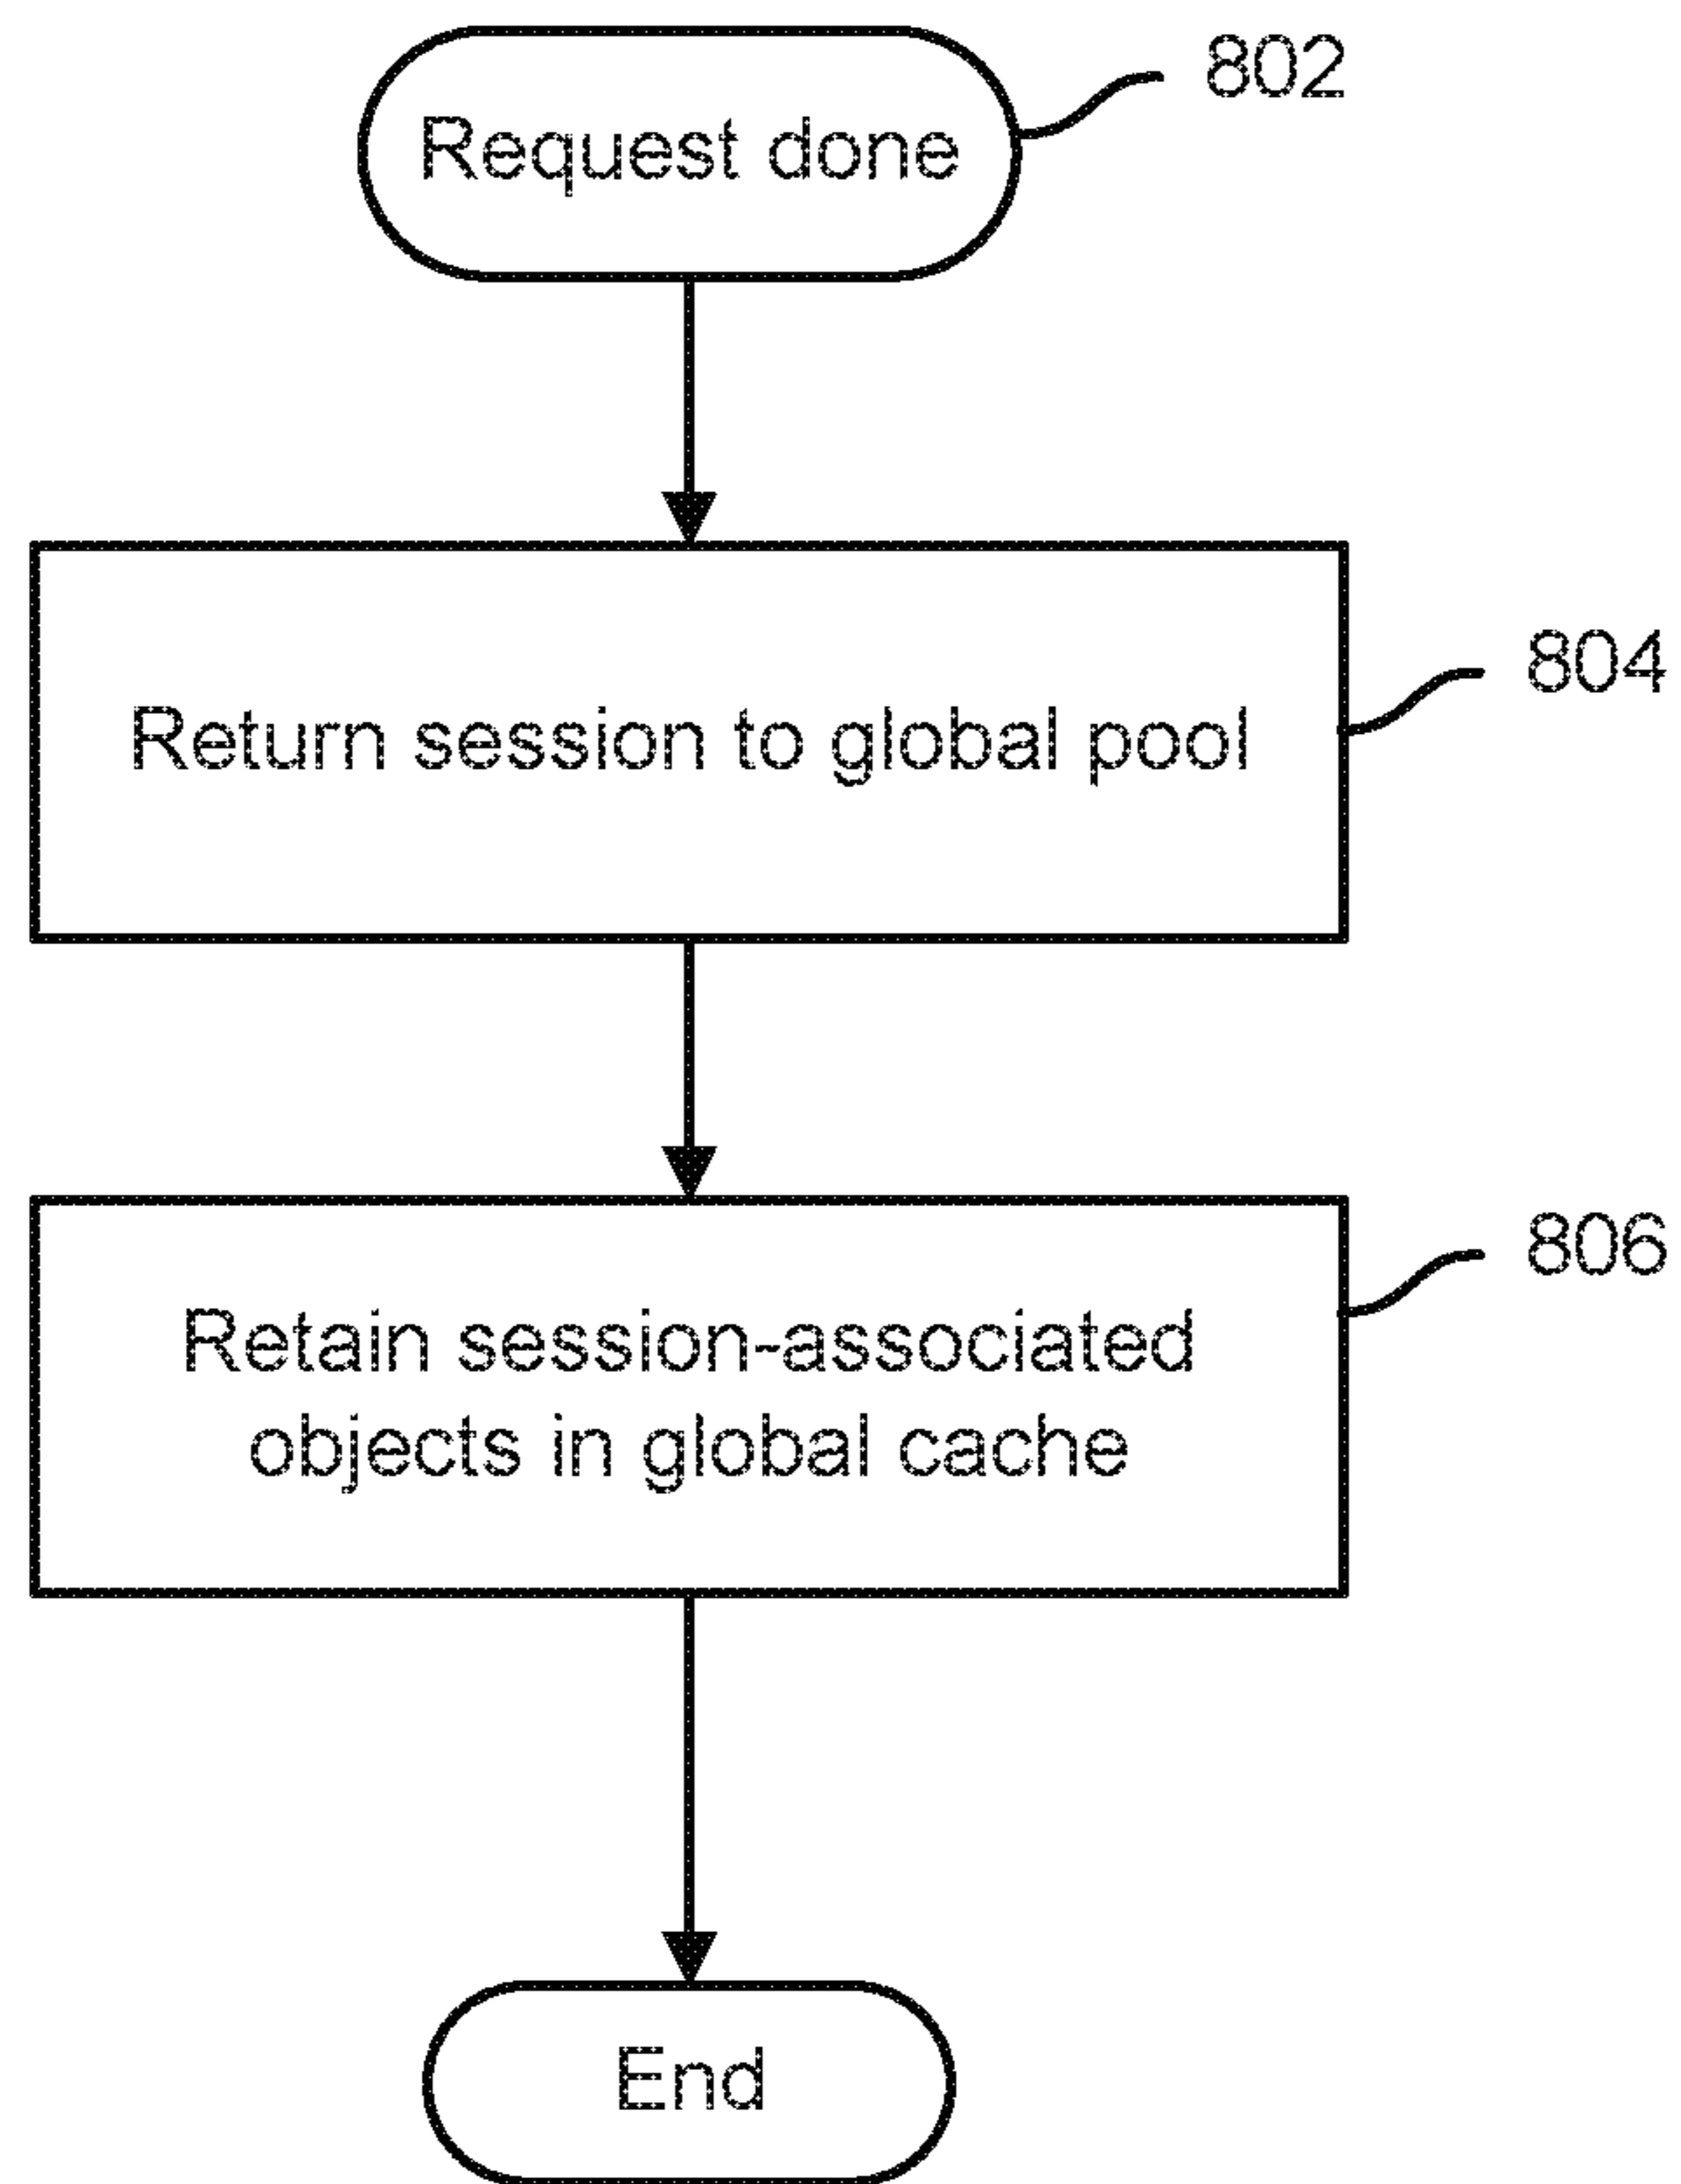 802
Request done
804
Return session to global pool
806
Retain session-associated
objects in global cache
End